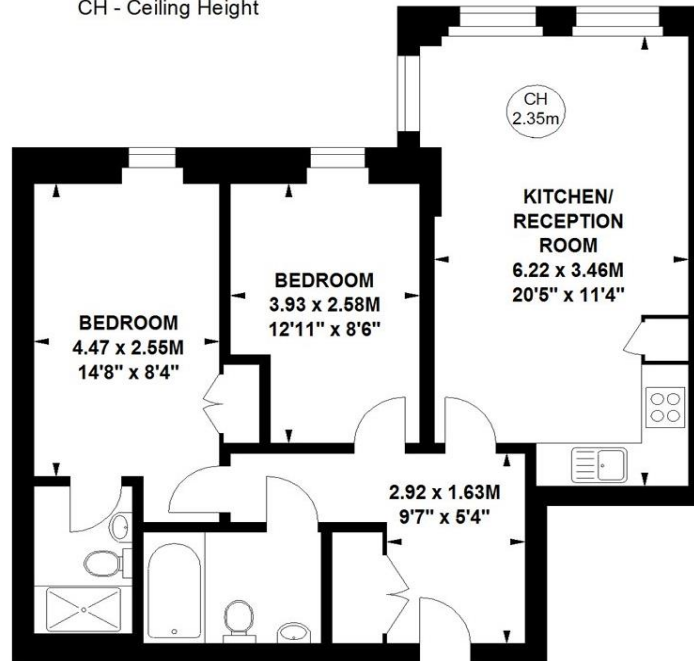 CH - Ceiling Height
CH
2.35m
KITCHEN/
RECEPTION
ROOM
6.22 x 3.46M
20'5" x 11'4"
BEDROOM
3.93 x 2.58M
12'11" x 8'6"
BEDROOM
4.47 x 2.55M
14'8" x 8'4"
2.92 x 1.63M
9'7" x 5'4"